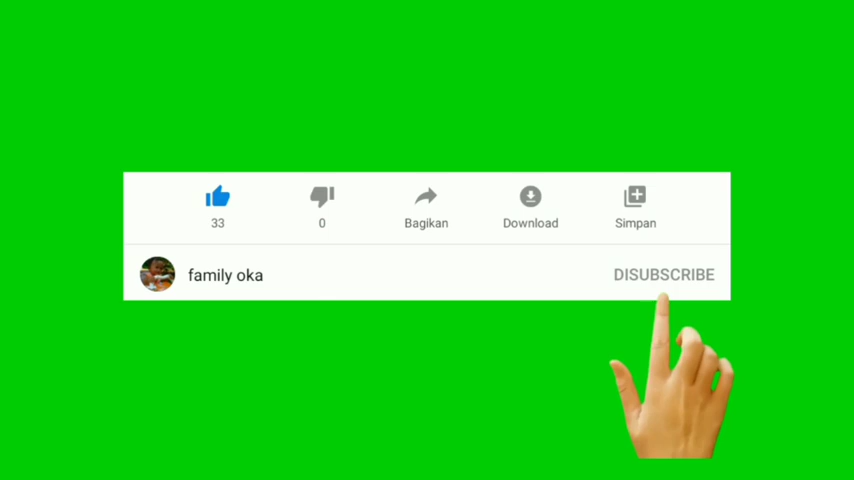 33
0
Bagikan
Download
Simpan
family oka
DISUBSCRIBE